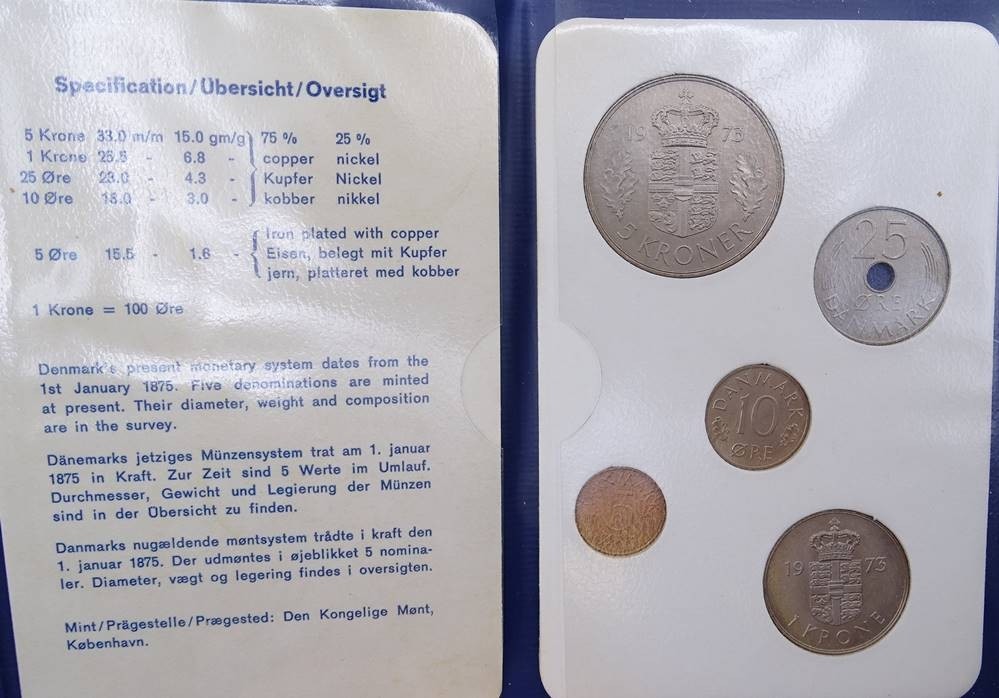 Specification/Übersicht/Oversigt
5 Krone 33.0 m/m 15.0 gm/g 75 % 25 %
1 Krone 25.5 - 6.8 - copper nickel
25 Øre 23.0 - 4.3 - Kupfer Nickel
10 Øre 18.0 - 3.0 - kobber nikkel
Iron plated with copper
5 Øre 15.5 - 1.6 - Eisen, belegt mit Kupfer
jern, platteret med kobber
1 Krone = 100 Øre
Denmark's present monetary system dates from the
1st January 1875. Five denominations are minted
at present. Their diameter, weight and composition
are in the survey.
Dänemarks jetziges Münzensystem trat am 1. januar
1875 in Kraft. Zur Zeit sind 5 Werte im Umlauf.
Durchmesser, Gewicht und Legierung der Münzen
sind in der Übersicht zu finden.
Danmarks nugældende møntsystem trådte i kraft den
1. januar 1875. Der udmøntes i øjeblikket 5 nomina-
ler. Diameter, vægt og legering findes i oversigten.
Mint/Prägestelle/Prægested: Den Kongelige Mønt,
København.
1973
5 KRONER
25
ØRE
DANMARK
DANMARK
10
ØRE
5
1973
1 KRONE